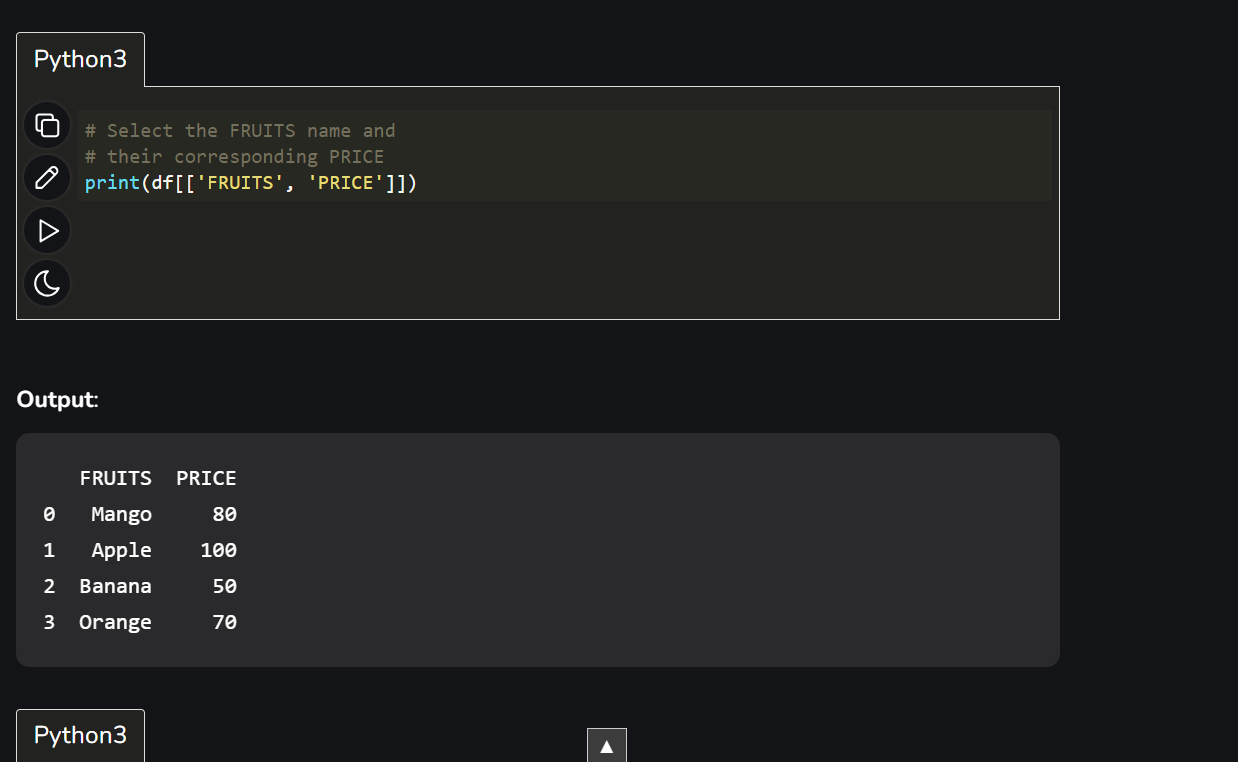 Python3
# Select the FRUITS name and
# their corresponding PRICE
print(df[['FRUITS', 'PRICE']])
Output:
FRUITS PRICE
0 Mango 80
1 Apple 100
2 Banana 50
3 Orange 70
Python3